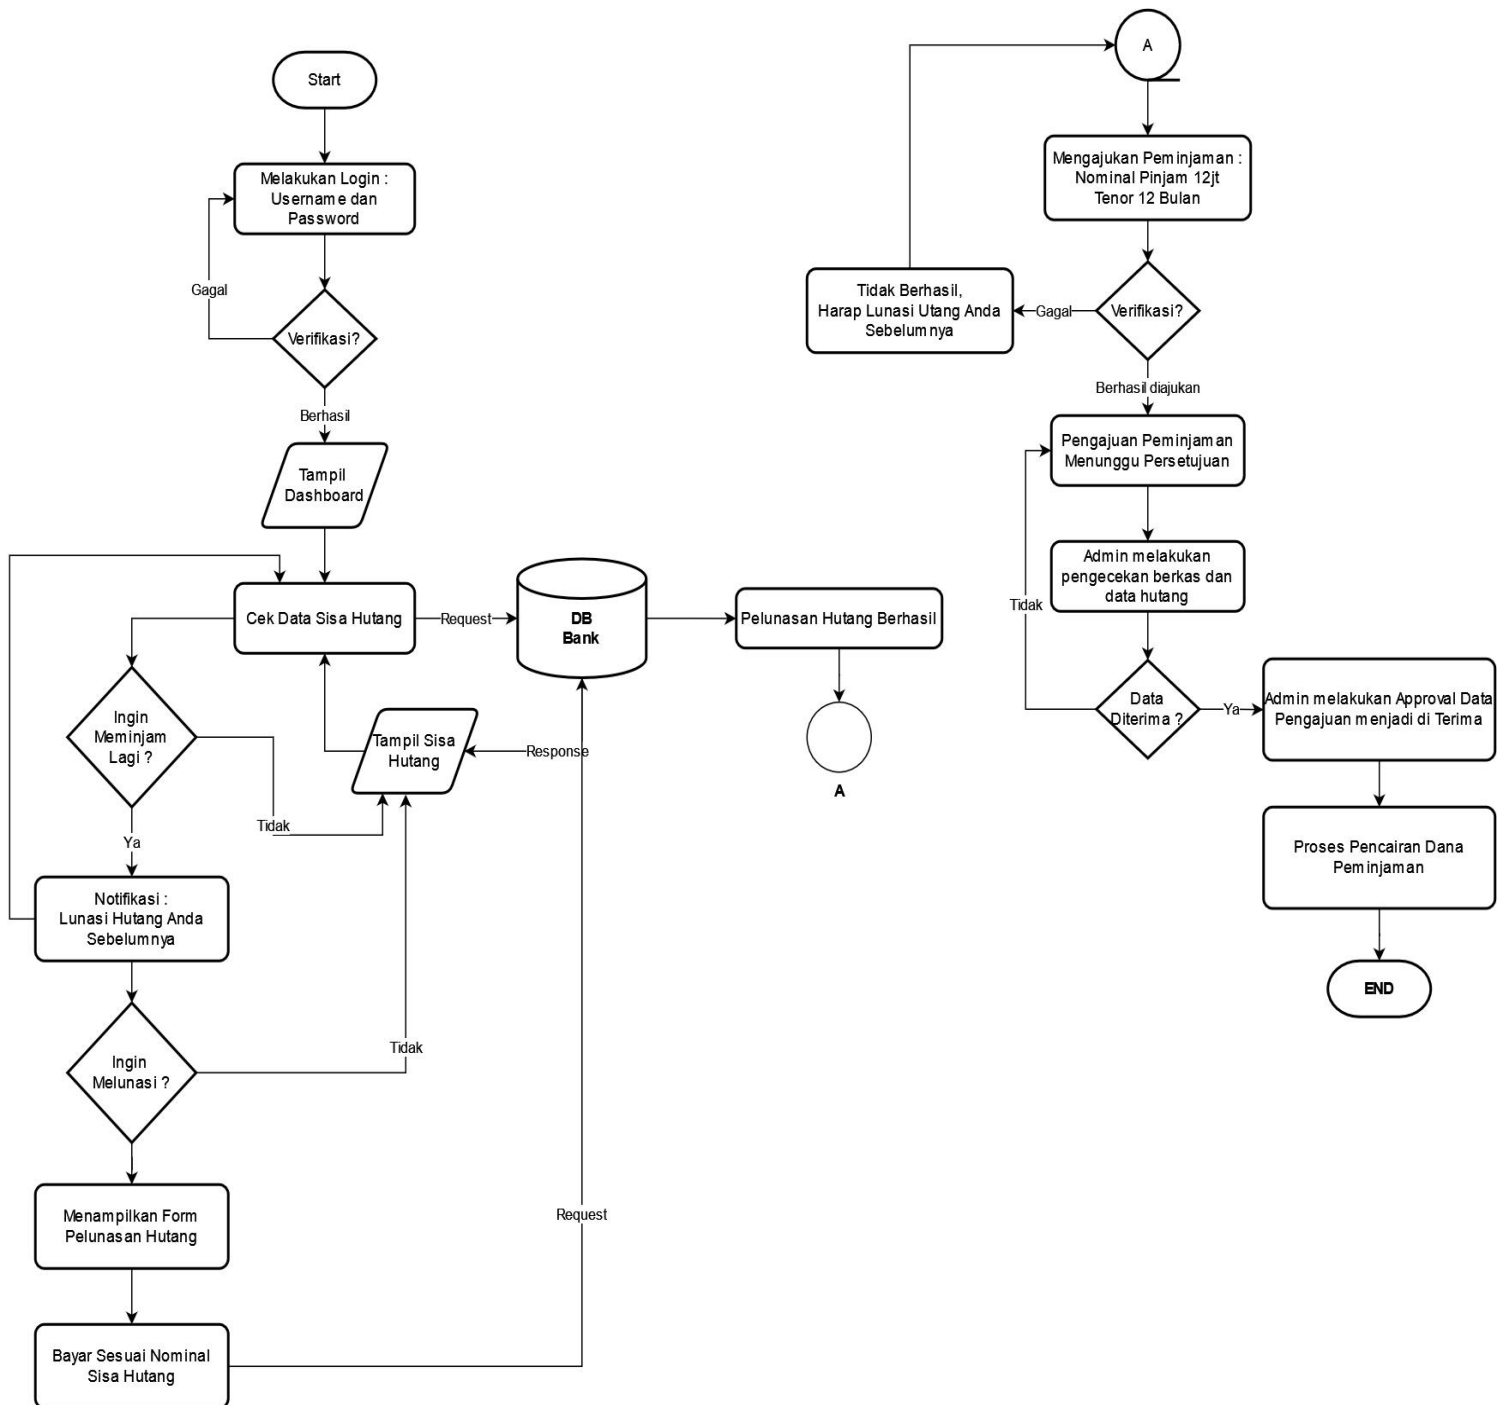 Start
Melakukan Login :
Username dan
Password
Gagal
Verifikasi?
Berhasil
Tampil
Dashboard
Cek Data Sisa Hutang
Request
DB
Bank
Pelunasan Hutang Berhasil
A
Ingin
Meminjam
Lagi ?
Tampil Sisa
Hutang
Response
Tidak
Ya
Notifikasi :
Lunasi Hutang Anda
Sebelumnya
Ingin
Melunasi ?
Tidak
Menampilkan Form
Pelunasan Hutang
Request
Bayar Sesuai Nominal
Sisa Hutang
A
Mengajukan Peminjaman :
Nominal Pinjam 12jt
Tenor 12 Bulan
Tidak Berhasil,
Harap Lunasi Utang Anda
Sebelumnya
Gagal
Verifikasi?
Berhasil diajukan
Pengajuan Peminjaman
Menunggu Persetujuan
Admin melakukan
pengecekan berkas dan
data hutang
Tidak
Data
Diterima ?
Ya
Admin melakukan Approval Data
Pengajuan menjadi di Terima
Proses Pencairan Dana
Peminjaman
END